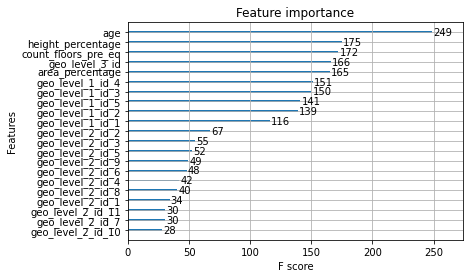 Feature importance
age 249
height_percentage 175
count_floors_pre_eq 172
geo_level_3_id 166
area_percentage 165
geo_level_1_id_4 151
geo_level_1_id_3 150
geo_level_1_id_5 141
geo_level_1_id_2 139
geo_level_1_id_1 116
geo_level_2_id_2 67
geo_level_2_id_3 55
geo_level_2_id_5 52
geo_level_2_id_9 49
geo_level_2_id_6 48
geo_level_2_id_4 42
geo_level_2_id_8 40
geo_level_2_id_1 34
geo_level_2_id_11 30
geo_level_2_id_7 30
geo_level_2_id_10 28
Features
0 50 100 150 200 250
F score